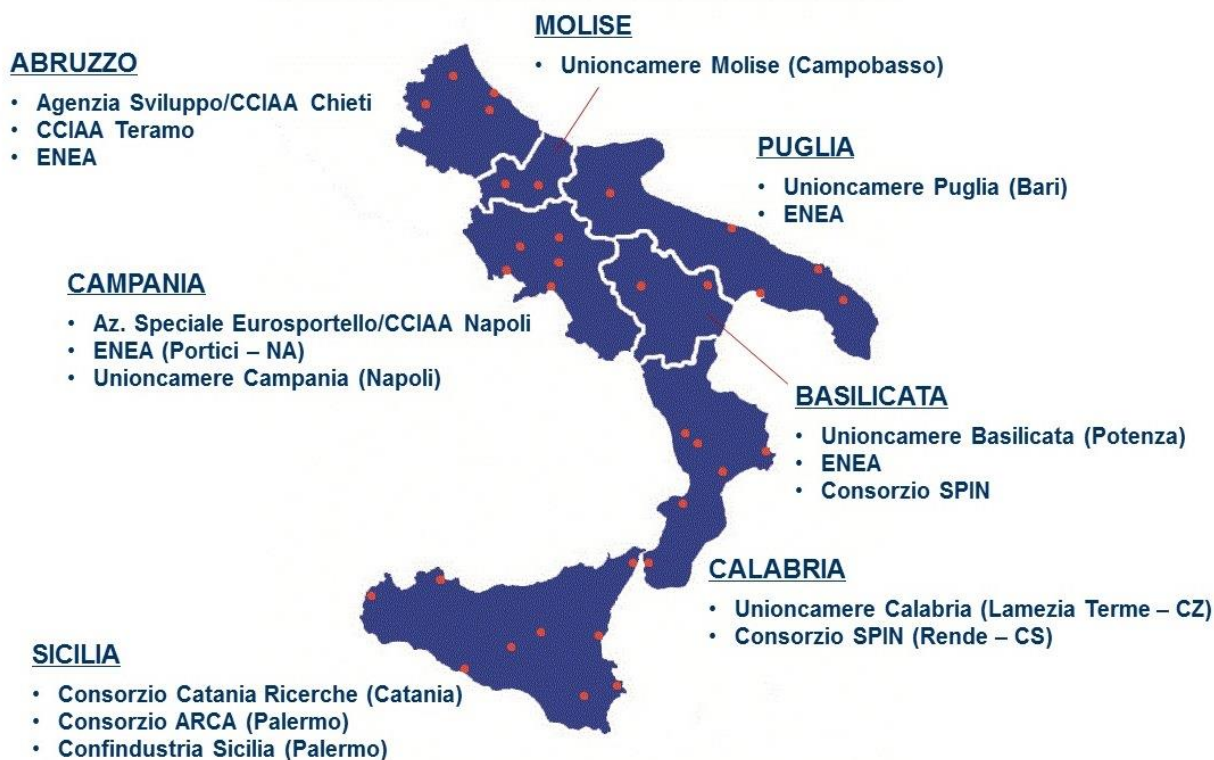 MOLISE
• Unioncamere Molise (Campobasso)
ABRUZZO
• Agenzia Sviluppo/CCIAA Chieti
• CCIAA Teramo
• ENEA
PUGLIA
• Unioncamere Puglia (Bari)
• ENEA
CAMPANIA
• Az. Speciale Eurosportello/CCIAA Napoli
• ENEA (Portici – NA)
• Unioncamere Campania (Napoli)
BASILICATA
• Unioncamere Basilicata (Potenza)
• ENEA
• Consorzio SPIN
CALABRIA
• Unioncamere Calabria (Lamezia Terme – CZ)
• Consorzio SPIN (Rende – CS)
SICILIA
• Consorzio Catania Ricerche (Catania)
• Consorzio ARCA (Palermo)
• Confindustria Sicilia (Palermo)